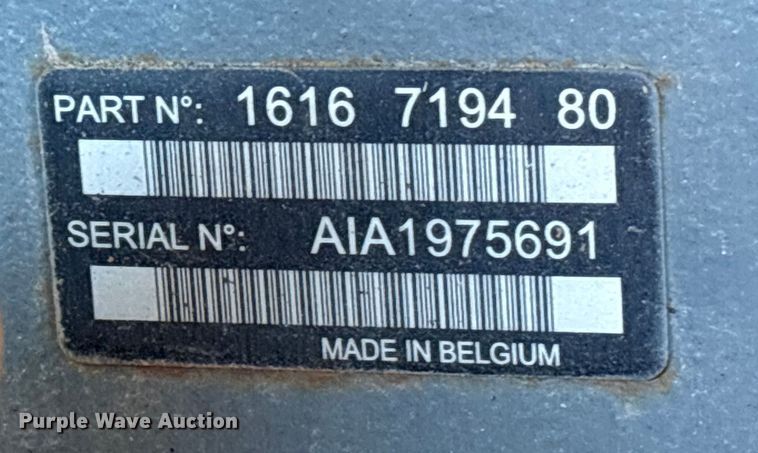 PART N°: 1616 7194 80
SERIAL N°: AIA1975691
MADE IN BELGIUM
Purple Wave Auction